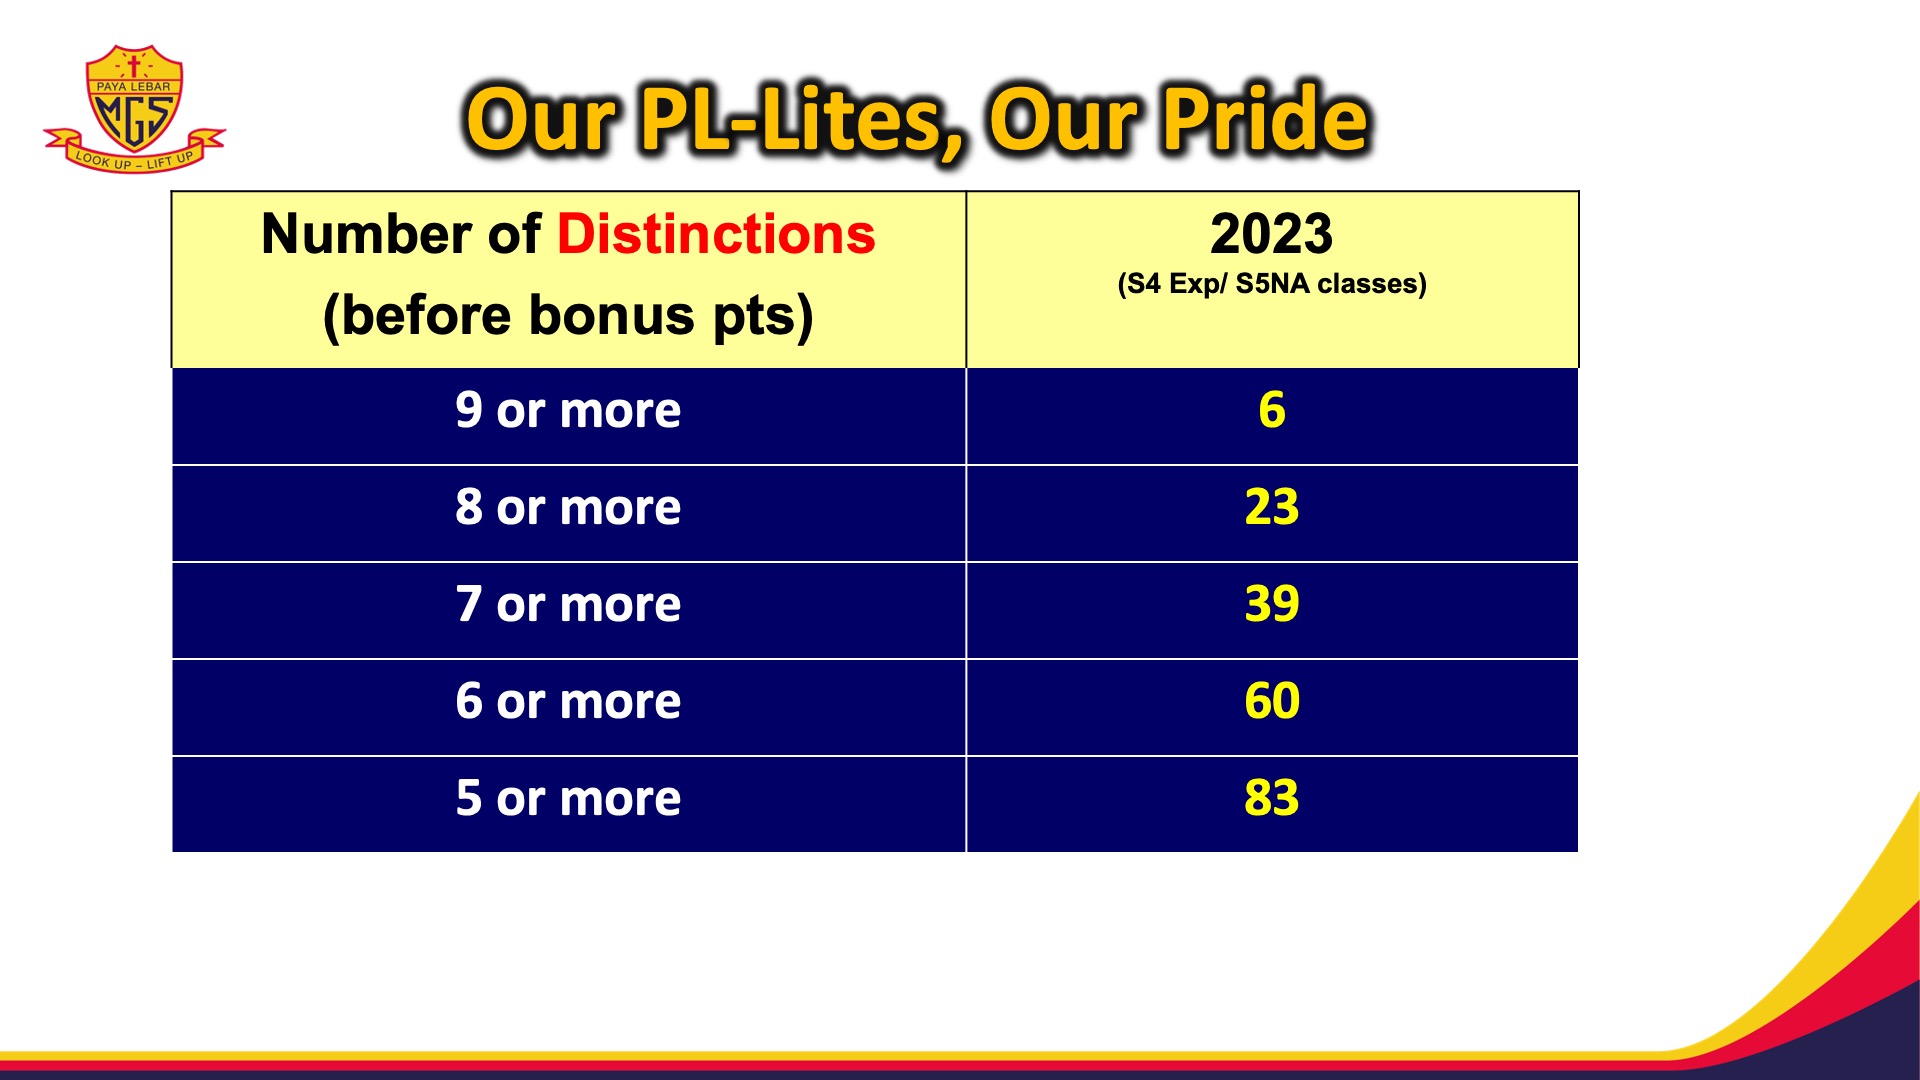 PAYA LEBAR
MGS
LOOK UP – LIFT UP
Our PL-Lites, Our Pride
Number of Distinctions
(before bonus pts)
2023
(S4 Exp/ S5NA classes)
9 or more
6
8 or more
23
7 or more
39
6 or more
60
5 or more
83